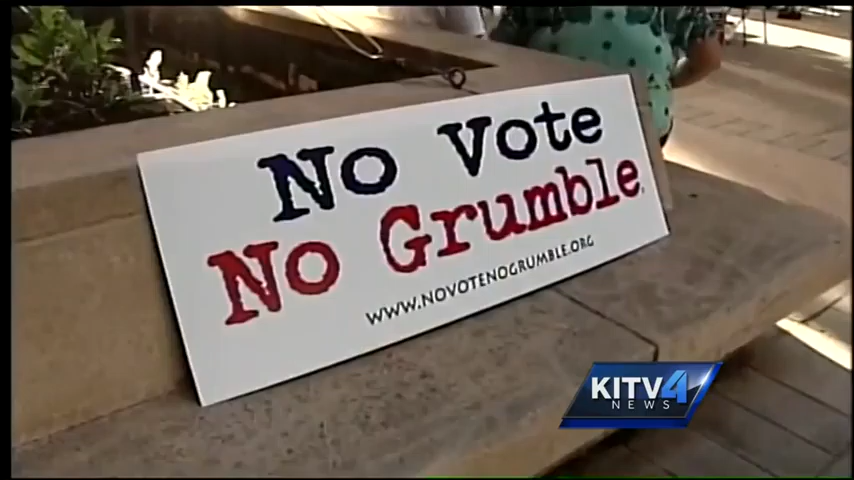 No Vote
No Grumble.
WWW.NOVOTENOGRUMBLE.ORG
KITV4
NEWS